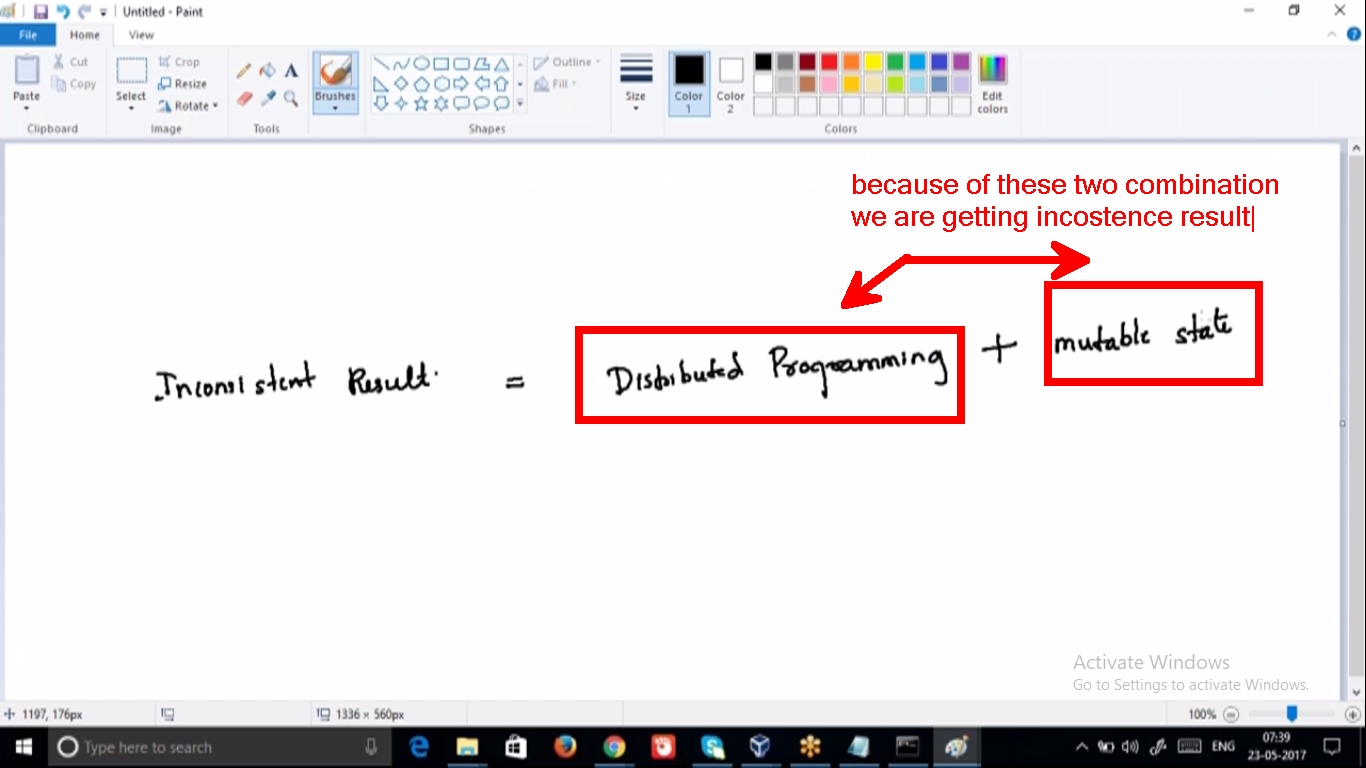 Untitled - Paint
File Home View
Paste Cut Copy Select Crop Resize Rotate Brushes Outline Fill Size Color 1 Color 2 Edit colors
Clipboard Image Tools Shapes Colors
because of these two combination
we are getting incostence result
Inconsistent Result. = Distributed Programming + mutable state
Activate Windows
Go to Settings to activate Windows.
1197, 176px 1336 × 560px 100%
Type here to search ENG 07:39
23-05-2017